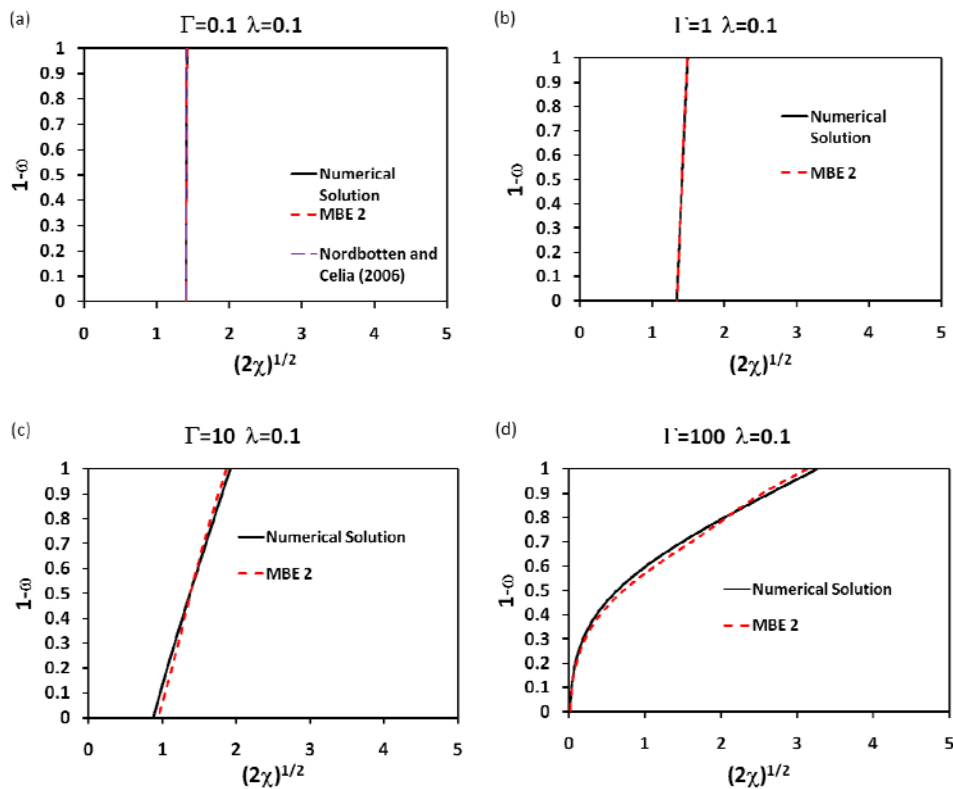 (a)
Γ=0.1 λ=0.1
1
0.9
0.8
0.7
0.6
0.5
0.4
0.3
0.2
0.1
0
1-ω
Numerical
Solution
MBE 2
Nordbotten and
Celia (2006)
0 1 2 3 4 5
(2χ)1/2
(b)
Γ=1 λ=0.1
1
0.9
0.8
0.7
0.6
0.5
0.4
0.3
0.2
0.1
0
1-ω
Numerical
Solution
MBE 2
0 1 2 3 4 5
(2χ)1/2
(c)
Γ=10 λ=0.1
1
0.9
0.8
0.7
0.6
0.5
0.4
0.3
0.2
0.1
0
1-ω
Numerical Solution
MBE 2
0 1 2 3 4 5
(2χ)1/2
(d)
Γ=100 λ=0.1
1
0.9
0.8
0.7
0.6
0.5
0.4
0.3
0.2
0.1
0
1-ω
Numerical Solution
MBE 2
0 1 2 3 4 5
(2χ)1/2